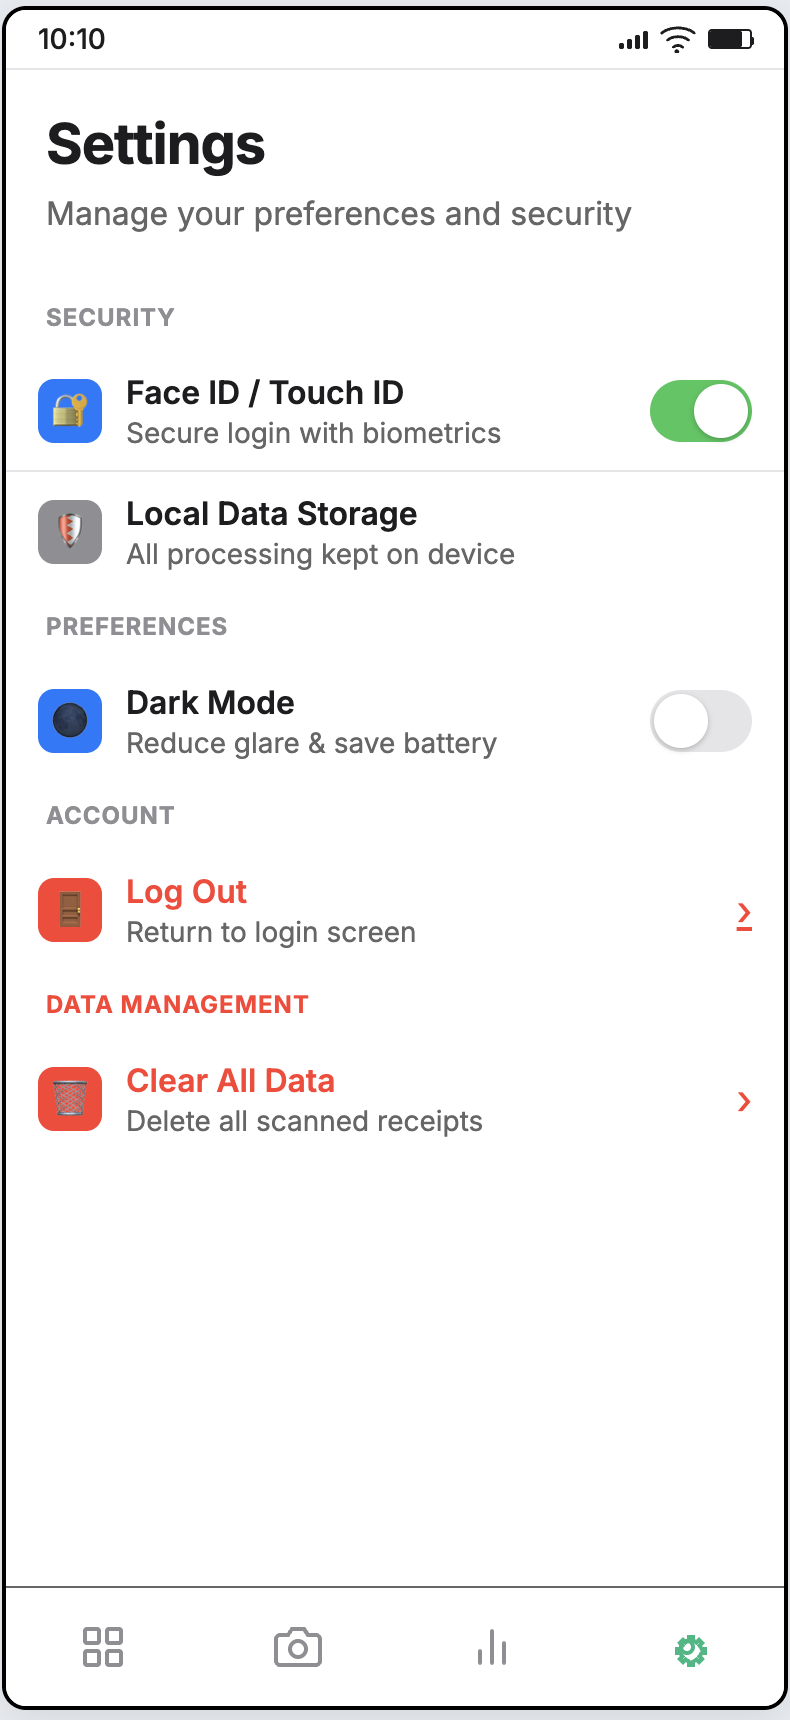 10:10
Settings
Manage your preferences and security
SECURITY
Face ID / Touch ID
Secure login with biometrics
Local Data Storage
All processing kept on device
PREFERENCES
Dark Mode
Reduce glare & save battery
ACCOUNT
Log Out
Return to login screen
DATA MANAGEMENT
Clear All Data
Delete all scanned receipts